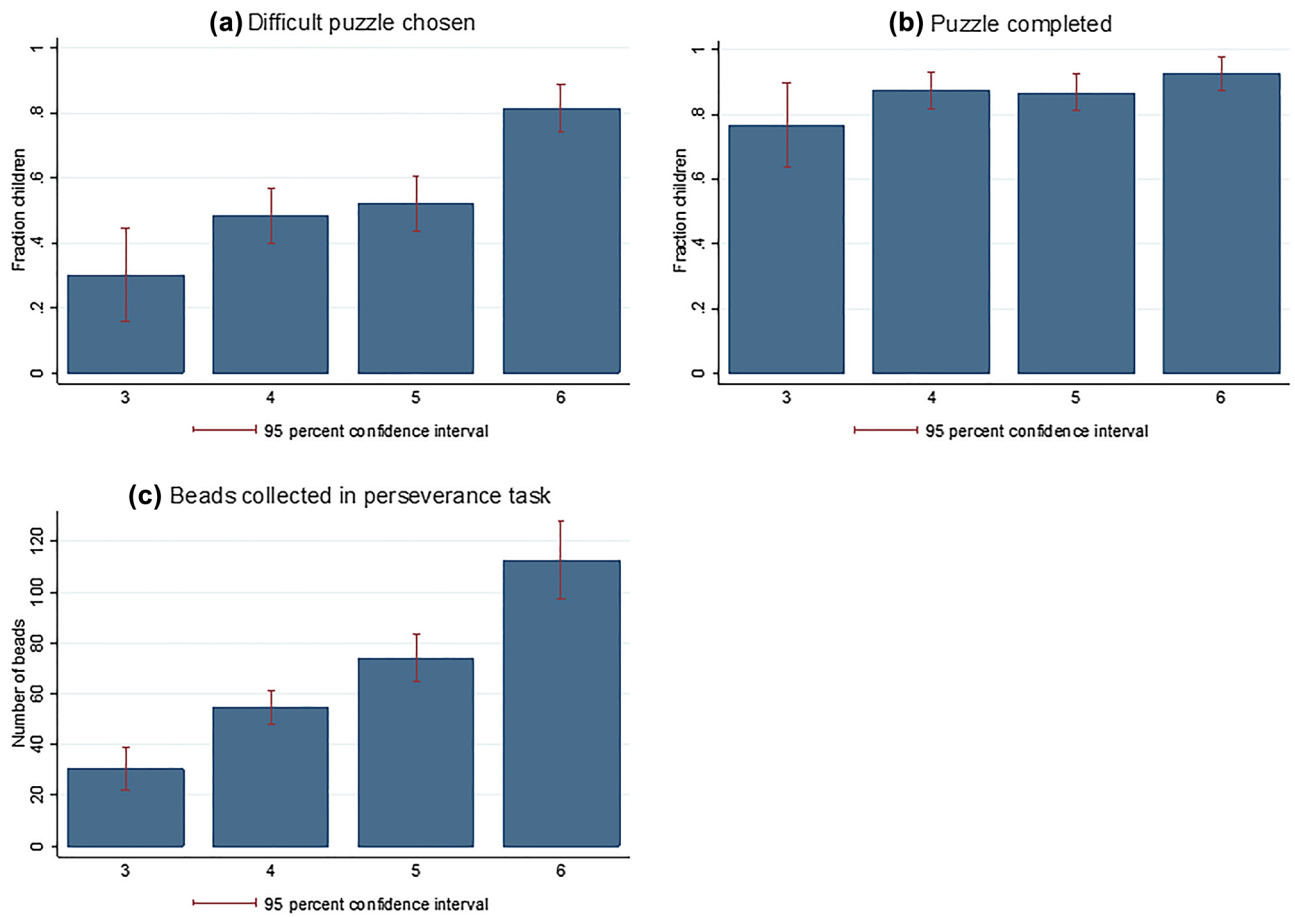 (a) Difficult puzzle chosen
Fraction children
1
.8
.6
.4
.2
0
3 4 5 6
95 percent confidence interval
(b) Puzzle completed
Fraction children
1
.8
.6
.4
.2
0
3 4 5 6
95 percent confidence interval
(c) Beads collected in perseverance task
Number of beads
120
100
80
60
40
20
0
3 4 5 6
95 percent confidence interval